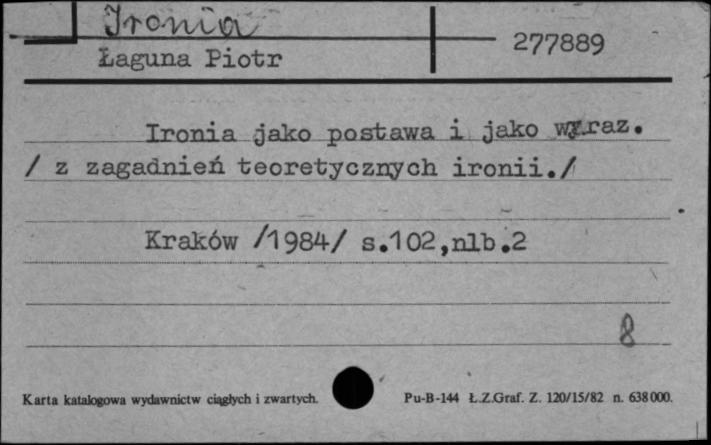 Ironia
277889
Łaguna Piotr
Ironia jako postawa i jako wyraz.
/ z zagadnień teoretycznych ironii./
Kraków /1984/ s.102,nlb.2
8
Karta katalogowa wydawnictw ciągłych i zwartych.
Pu-B-144 Ł.Z.Graf. Z. 120/15/82 n. 638000.